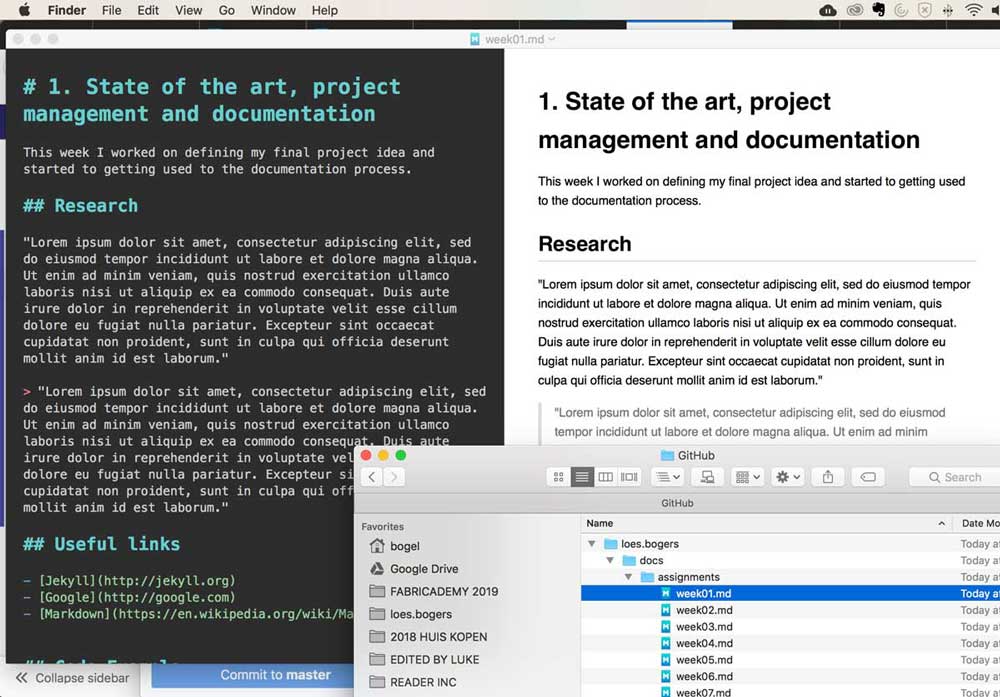 Finder File Edit View Go Window Help
week01.md
# 1. State of the art, project
management and documentation
This week I worked on defining my final project idea and
started to getting used to the documentation process.
## Research
"Lorem ipsum dolor sit amet, consectetur adipiscing elit, sed
do eiusmod tempor incididunt ut labore et dolore magna aliqua.
Ut enim ad minim veniam, quis nostrud exercitation ullamco
laboris nisi ut aliquip ex ea commodo consequat. Duis aute
irure dolor in reprehenderit in voluptate velit esse cillum
dolore eu fugiat nulla pariatur. Excepteur sint occaecat
cupidatat non proident, sunt in culpa qui officia deserunt
mollit anim id est laborum."
> "Lorem ipsum dolor sit amet, consectetur adipiscing elit, sed
do eiusmod tempor incididunt ut labore et dolore magna aliqua.
Ut enim ad minim veniam, quis nostrud exercitation ullamco
laboris nisi ut aliquip ex ea commodo consequat. Duis aute
irure dolor in reprehenderit in voluptate vel
dolore eu fugiat nulla pariatur. Excepteur si
cupidatat non proident, sunt in culpa qui off
mollit anim id est laborum."
## Useful links
- [Jekyll](http://jekyll.org)
- [Google](http://google.com)
- [Markdown](https://en.wikipedia.org/wiki/Ma
Collapse sidebar
Commit to master
1. State of the art, project
management and documentation
This week I worked on defining my final project idea and started to getting used
to the documentation process.
Research
"Lorem ipsum dolor sit amet, consectetur adipiscing elit, sed do eiusmod tempor
incididunt ut labore et dolore magna aliqua. Ut enim ad minim veniam, quis
nostrud exercitation ullamco laboris nisi ut aliquip ex ea commodo consequat.
Duis aute irure dolor in reprehenderit in voluptate velit esse cillum dolore eu
fugiat nulla pariatur. Excepteur sint occaecat cupidatat non proident, sunt in
culpa qui officia deserunt mollit anim id est laborum."
"Lorem ipsum dolor sit amet, consectetur adipiscing elit, sed do eiusmod
tempor incididunt ut labore et dolore magna aliqua. Ut enim ad minim
GitHub
Search
GitHub
Favorites
bogel
Google Drive
FABRICADEMY 2019
loes.bogers
2018 HUIS KOPEN
EDITED BY LUKE
READER INC
Name Date Mo
loes.bogers Today a
docs Today a
assignments Today a
week01.md Today a
week02.md Today a
week03.md Today a
week04.md Today a
week05.md Today a
week06.md Today a
week07.md Today a